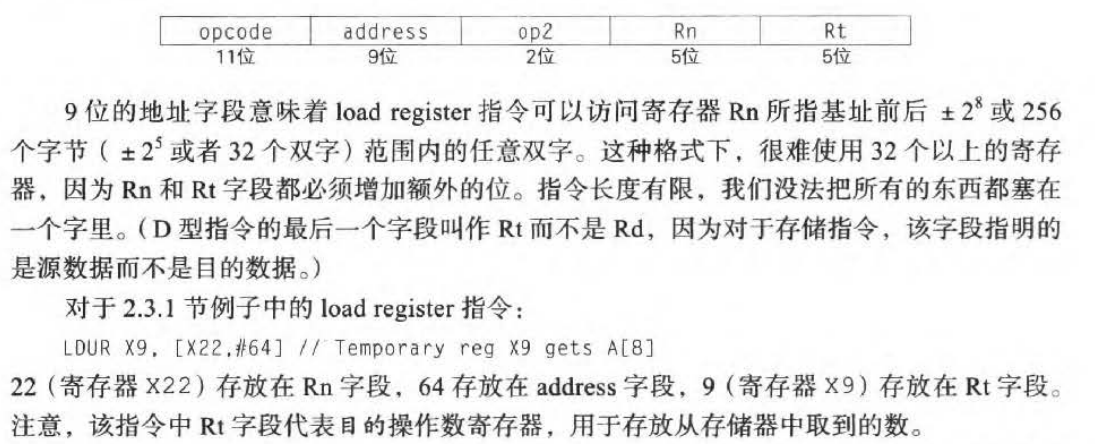 opcode address op2 Rn Rt
11位 9位 2位 5位 5位
9 位的地址字段意味着 load register 指令可以访问寄存器 Rn 所指基址前后 ±2⁸ 或 256
个字节（ ±2⁵ 或者 32 个双字）范围内的任意双字。这种格式下，很难使用 32 个以上的寄存
器，因为 Rn 和 Rt 字段都必须增加额外的位。指令长度有限，我们没法把所有的东西都塞在
一个字里。（D 型指令的最后一个字段叫作 Rt 而不是 Rd，因为对于存储指令，该字段指明的
是源数据而不是目的数据。）
对于 2.3.1 节例子中的 load register 指令：
LDUR X9, [X22,#64] // Temporary reg X9 gets A[8]
22（寄存器 X22）存放在 Rn 字段，64 存放在 address 字段，9（寄存器 X9）存放在 Rt 字段。
注意，该指令中 Rt 字段代表目的操作数寄存器，用于存放从存储器中取到的数。